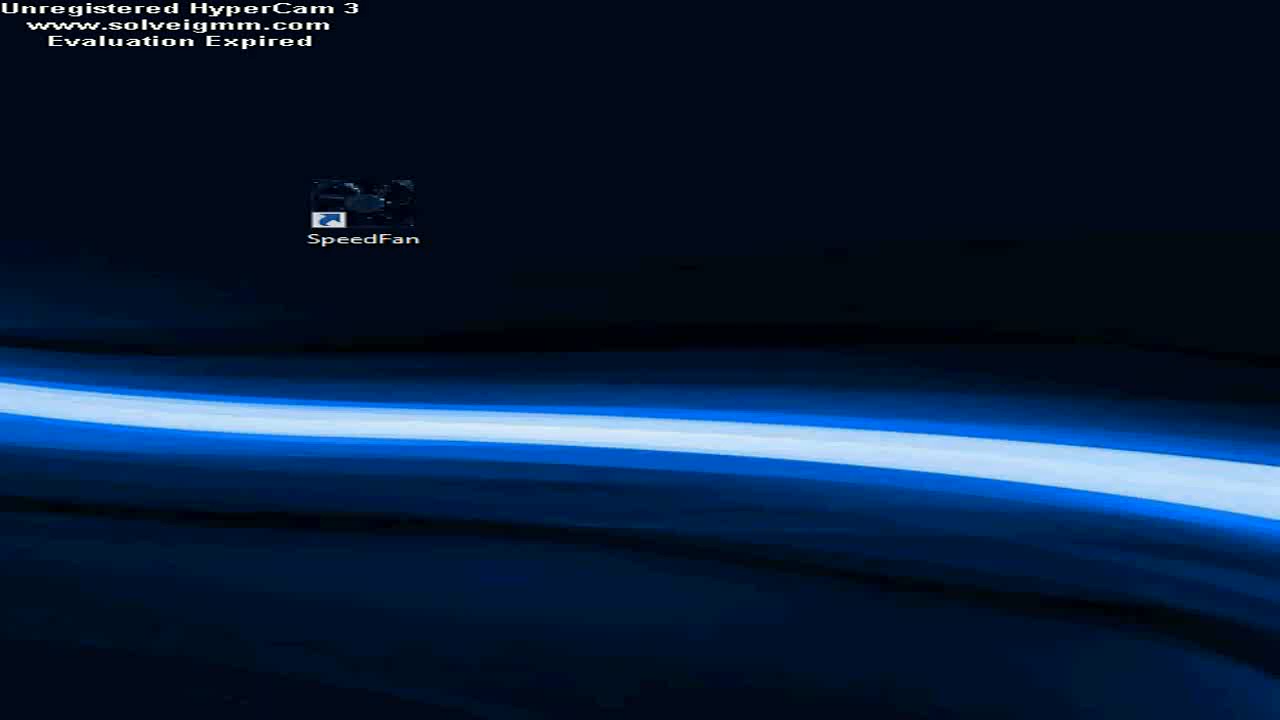 Unregistered HyperCam 3
www.solveigmm.com
Evaluation Expired
SpeedFan